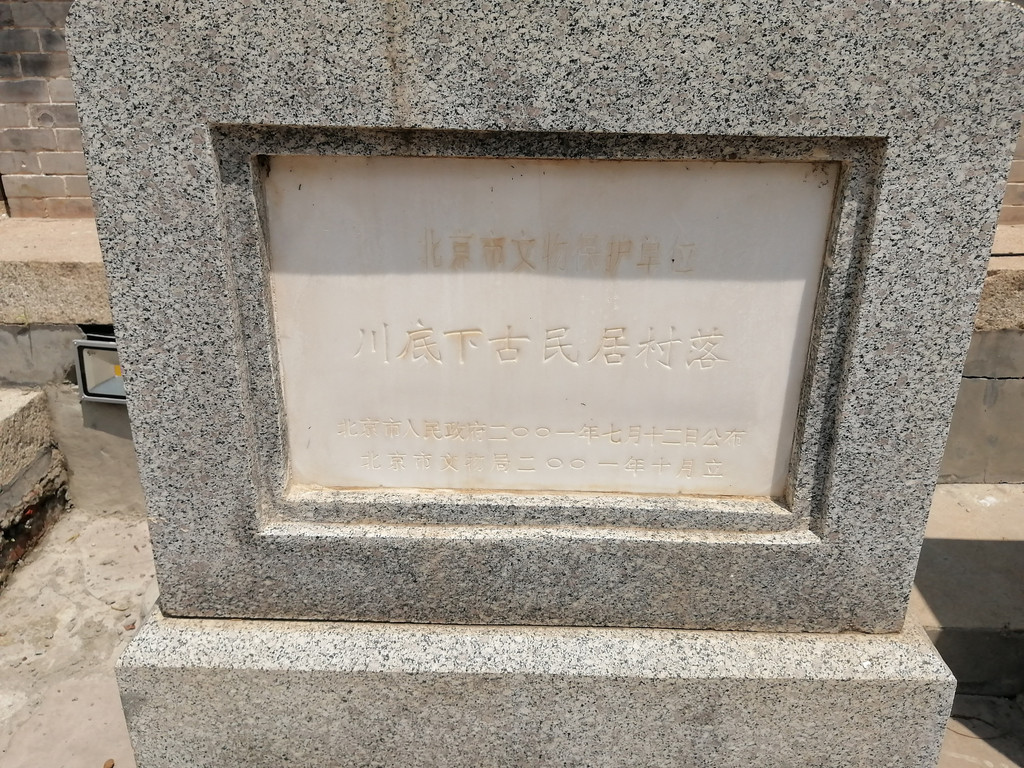 北京市文物保护单位
川底下古民居村落
北京市人民政府二〇〇一年七月十二日公布
北京市文物局二〇〇一年十月立